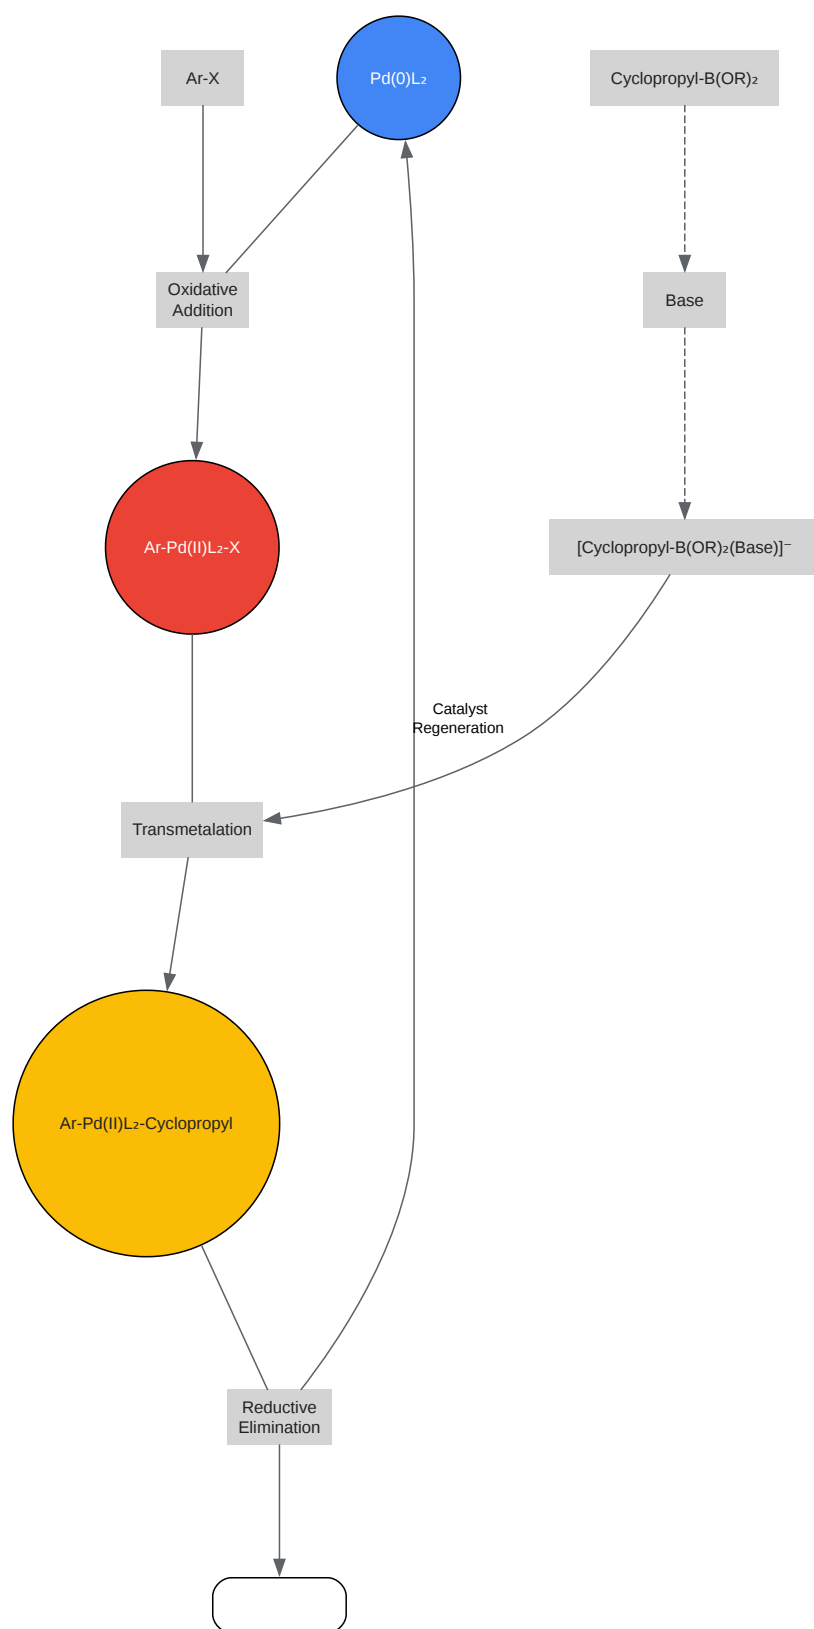 Ar-X
Pd(0)L₂
Cyclopropyl-B(OR)₂
Oxidative
Addition
Base
Ar-Pd(II)L₂-X
[Cyclopropyl-B(OR)₂(Base)]⁻
Catalyst
Regeneration
Transmetalation
Ar-Pd(II)L₂-Cyclopropyl
Reductive
Elimination